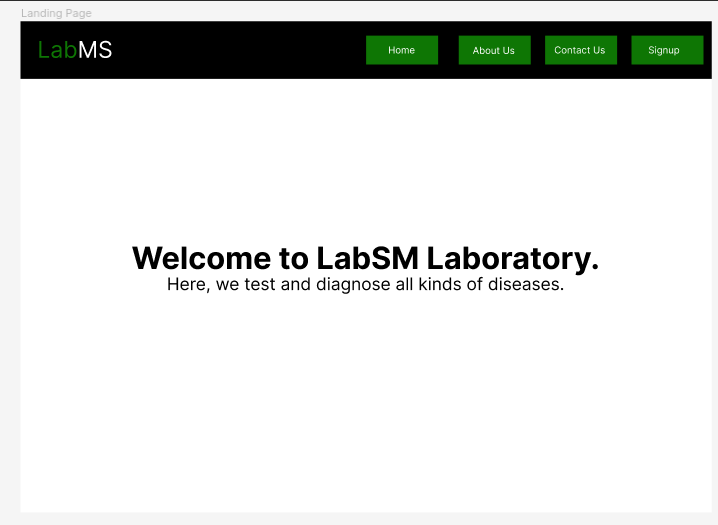 Landing Page
LabMS
Home
About Us
Contact Us
Signup
Welcome to LabSM Laboratory.
Here, we test and diagnose all kinds of diseases.